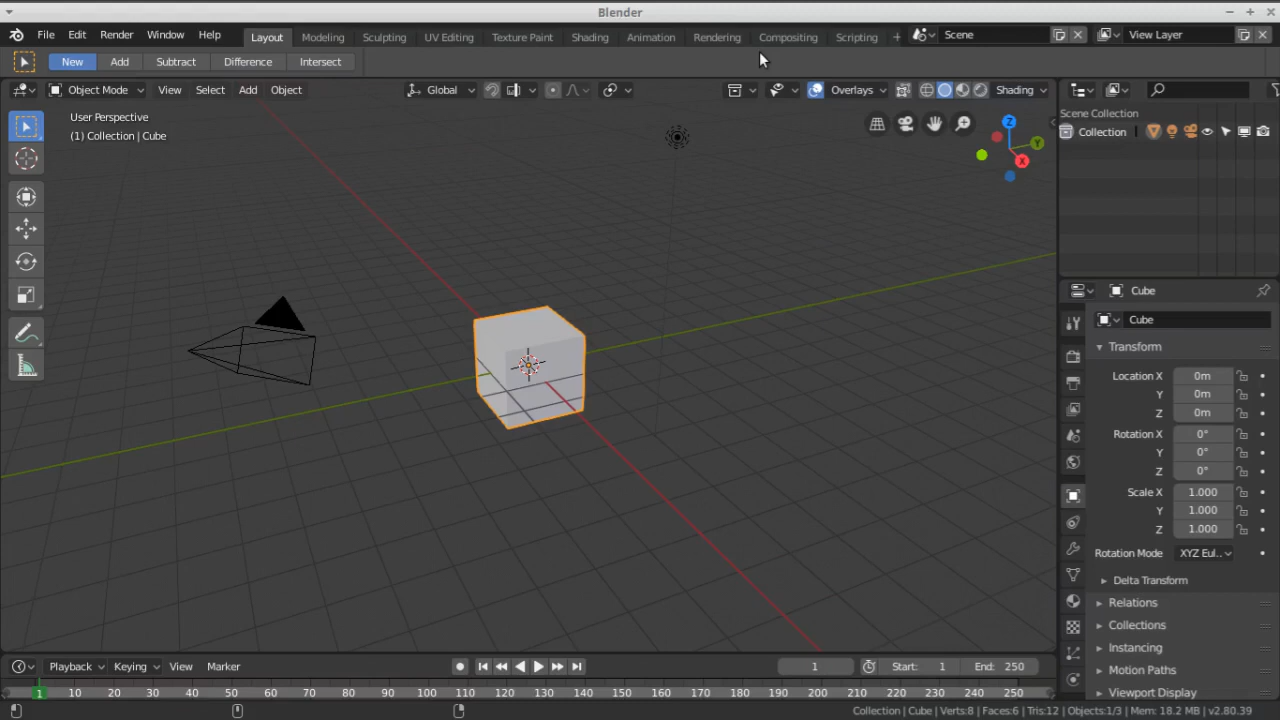 Blender
File Edit Render Window Help Layout Modeling Sculpting UV Editing Texture Paint Shading Animation Rendering Compositing Scripting + Scene View Layer
New Add Subtract Difference Intersect
Object Mode View Select Add Object Global Overlays Shading
User Perspective
(1) Collection | Cube
Z
Y
X
Scene Collection
Collection
Cube
Cube
Transform
Location X 0m
Y 0m
Z 0m
Rotation X 0°
Y 0°
Z 0°
Scale X 1.000
Y 1.000
Z 1.000
Rotation Mode XYZ Eul..
Delta Transform
Relations
Collections
Instancing
Motion Paths
Viewport Display
Playback Keying View Marker 1 Start: 1 End: 250
1 10 20 30 40 50 60 70 80 90 100 110 120 130 140 150 160 170 180 190 200 210 220 230 240 250
Collection | Cube | Verts:8 | Faces:6 | Tris:12 | Objects:1/3 | Mem: 18.2 MB | v2.80.39